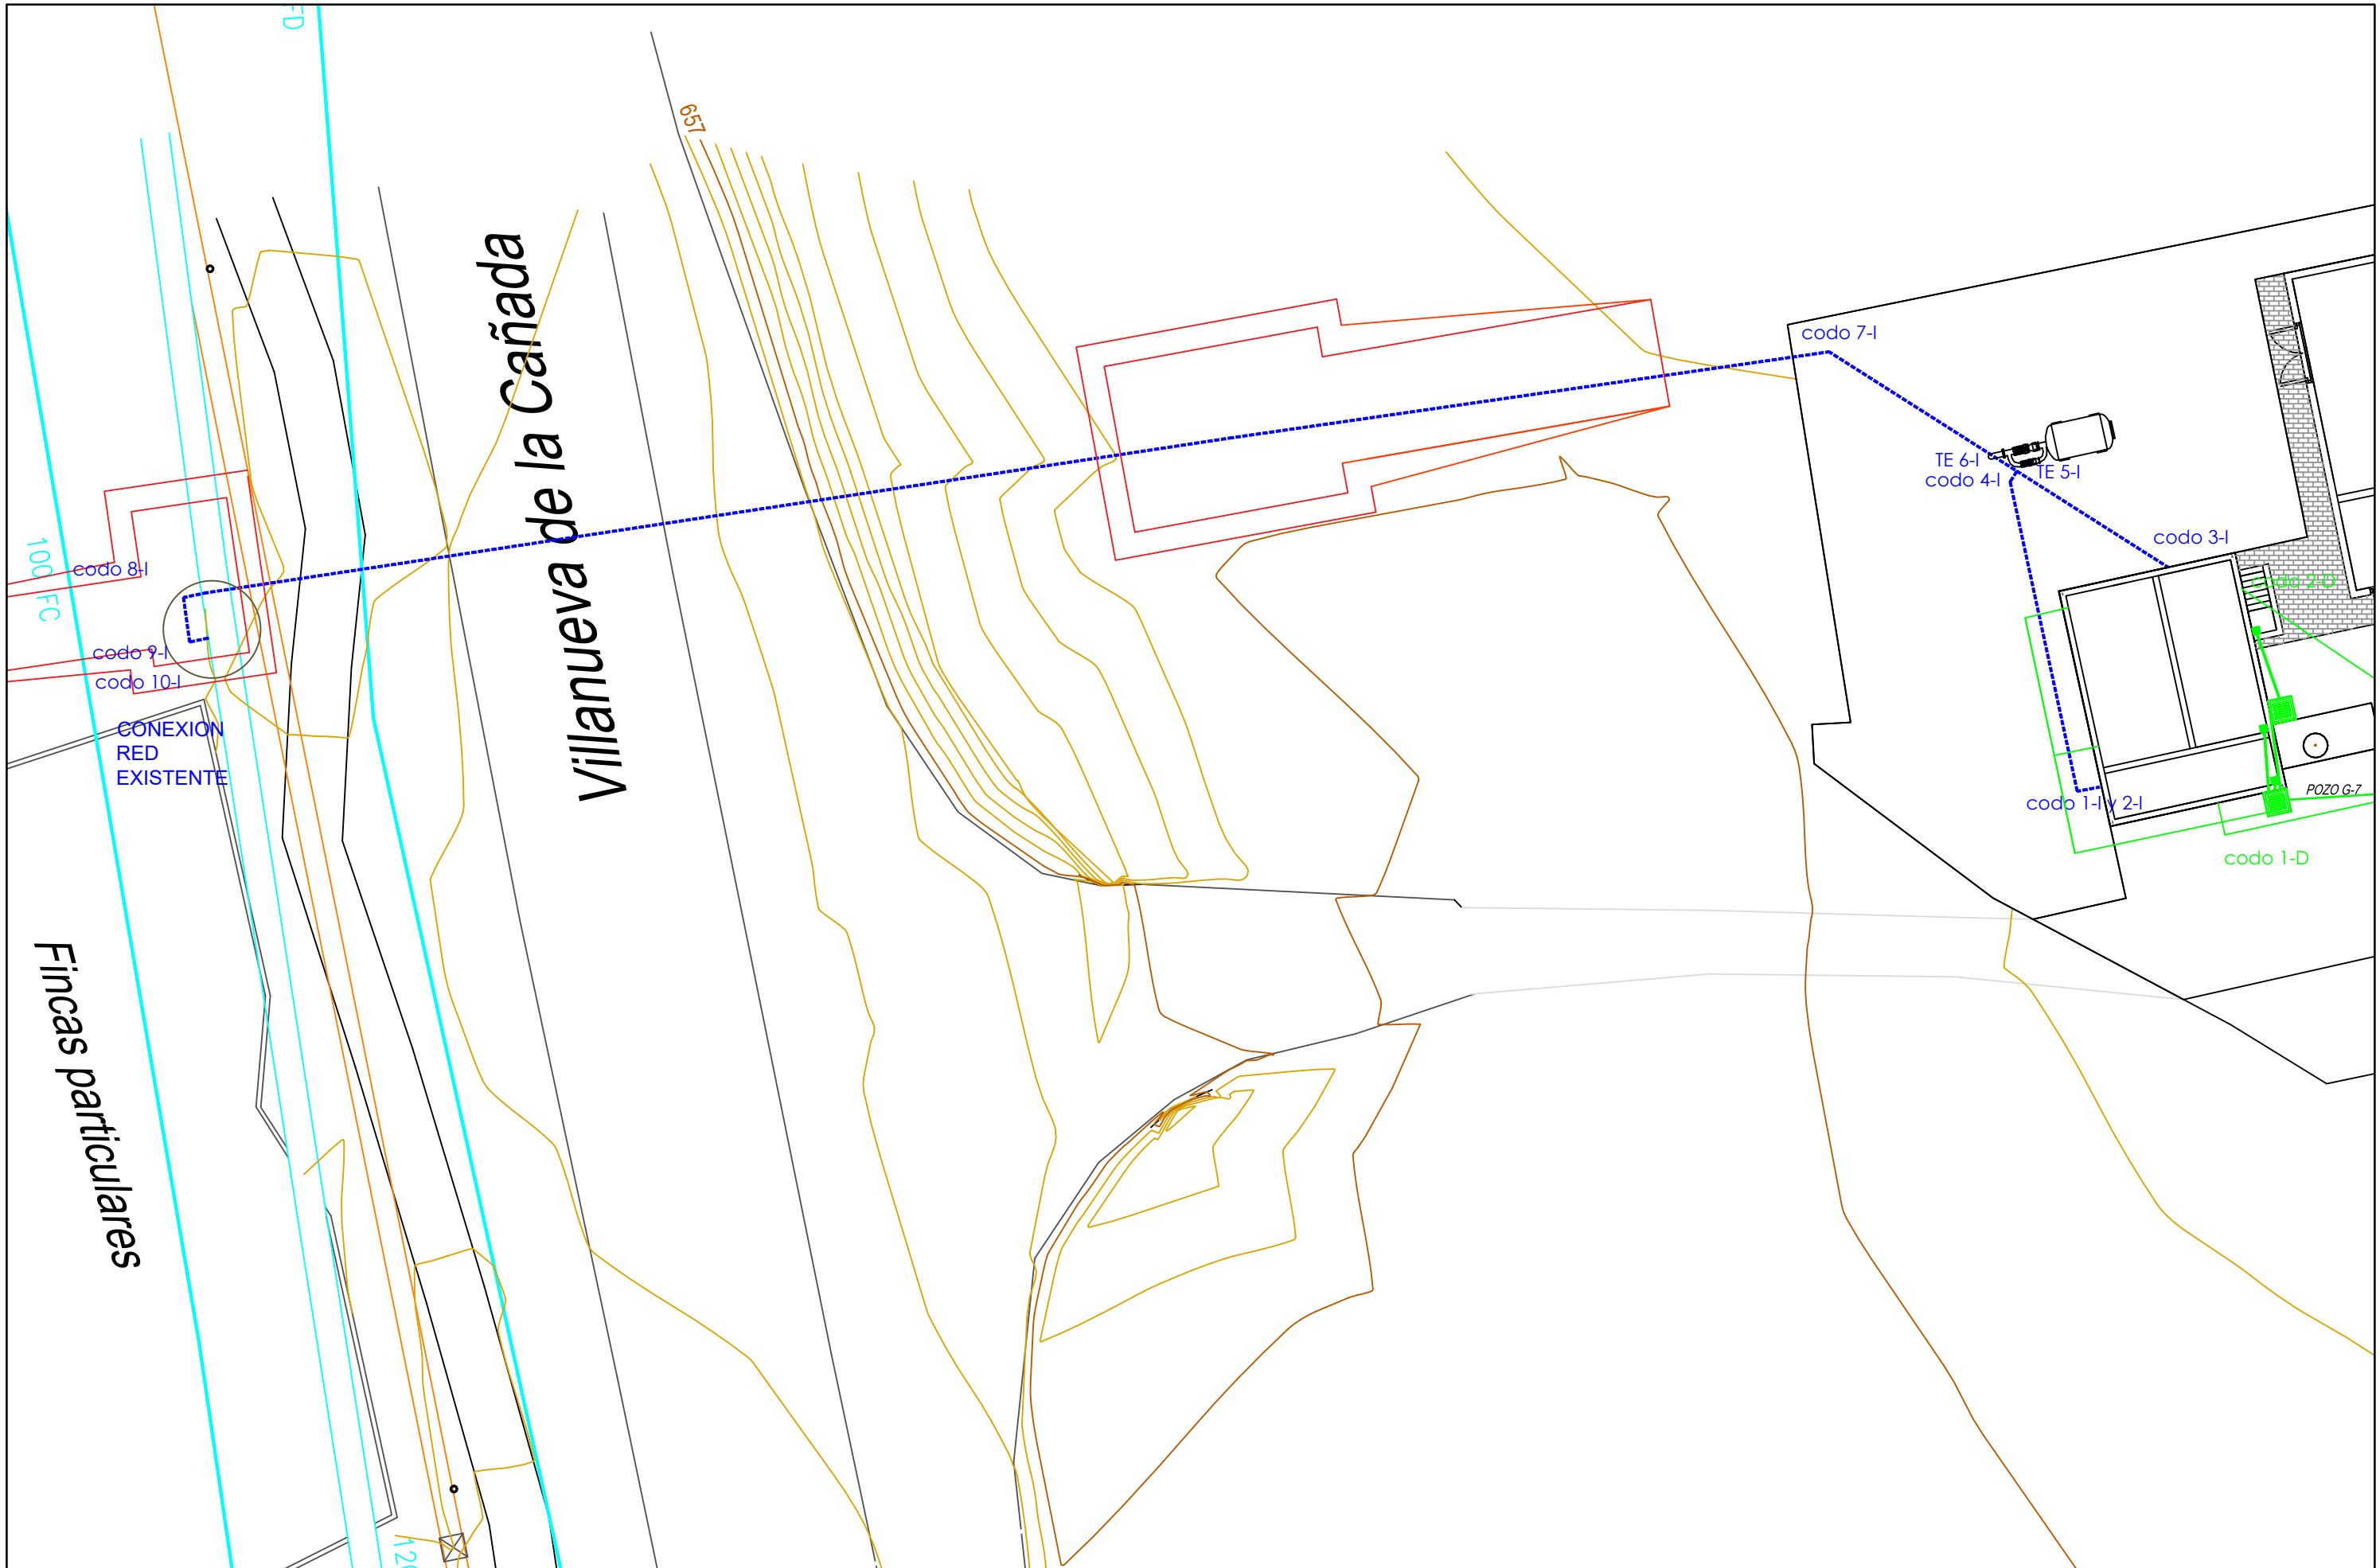 657
Villanueva de la Cañada
codo 7-I
TE 6-I
codo 4-I
TE 5-I
codo 3-I
100 FC
codo 8-I
codo 2-D
codo 9-I
codo 10-I
CONEXION
RED
EXISTENTE
POZO G-7
codo 1-I y 2-I
codo 1-D
Fincas particulares